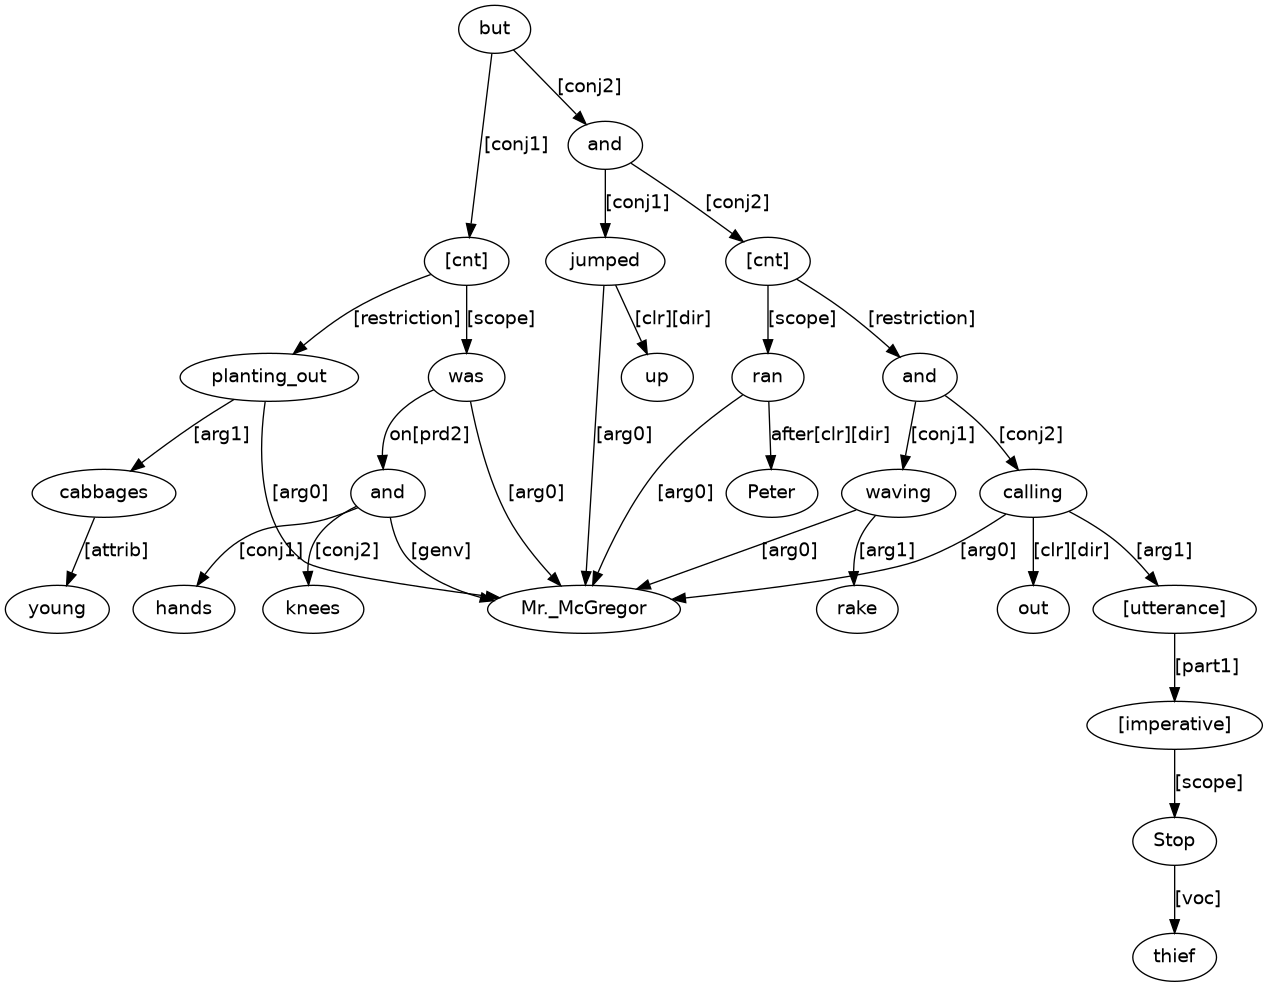 but
[conj2]
[conj1]
and
[conj1]
[conj2]
[cnt]
jumped
[cnt]
[restriction]
[scope]
[clr][dir]
[scope]
[restriction]
planting_out
was
up
ran
and
[arg1]
on[prd2]
[arg0]
after[clr][dir]
[conj1]
[conj2]
cabbages
[arg0]
and
[arg0]
[arg0]
Peter
waving
calling
[attrib]
[conj1]
[conj2]
[genv]
[arg0]
[arg1]
[arg0]
[clr][dir]
[arg1]
young
hands
knees
Mr._McGregor
rake
out
[utterance]
[part1]
[imperative]
[scope]
Stop
[voc]
thief